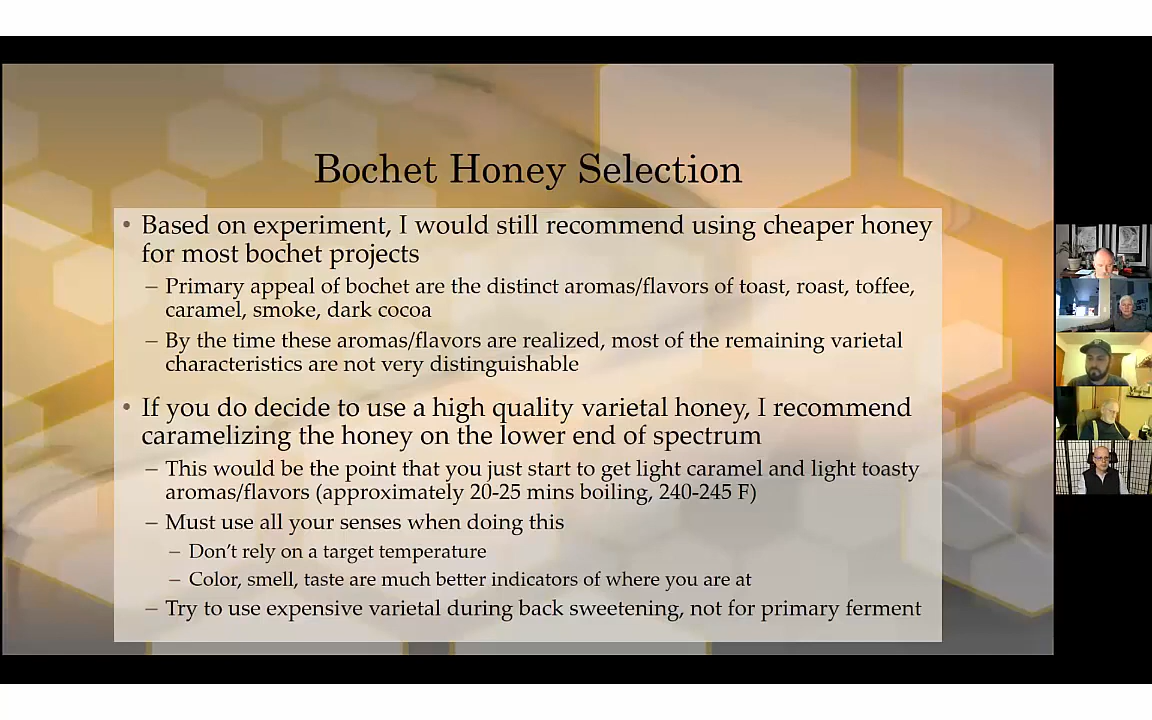 Bochet Honey Selection
• Based on experiment, I would still recommend using cheaper honey
for most bochet projects
– Primary appeal of bochet are the distinct aromas/flavors of toast, roast, toffee,
caramel, smoke, dark cocoa
– By the time these aromas/flavors are realized, most of the remaining varietal
characteristics are not very distinguishable
• If you do decide to use a high quality varietal honey, I recommend
caramelizing the honey on the lower end of spectrum
– This would be the point that you just start to get light caramel and light toasty
aromas/flavors (approximately 20-25 mins boiling, 240-245 F)
– Must use all your senses when doing this
– Don't rely on a target temperature
– Color, smell, taste are much better indicators of where you are at
– Try to use expensive varietal during back sweetening, not for primary ferment